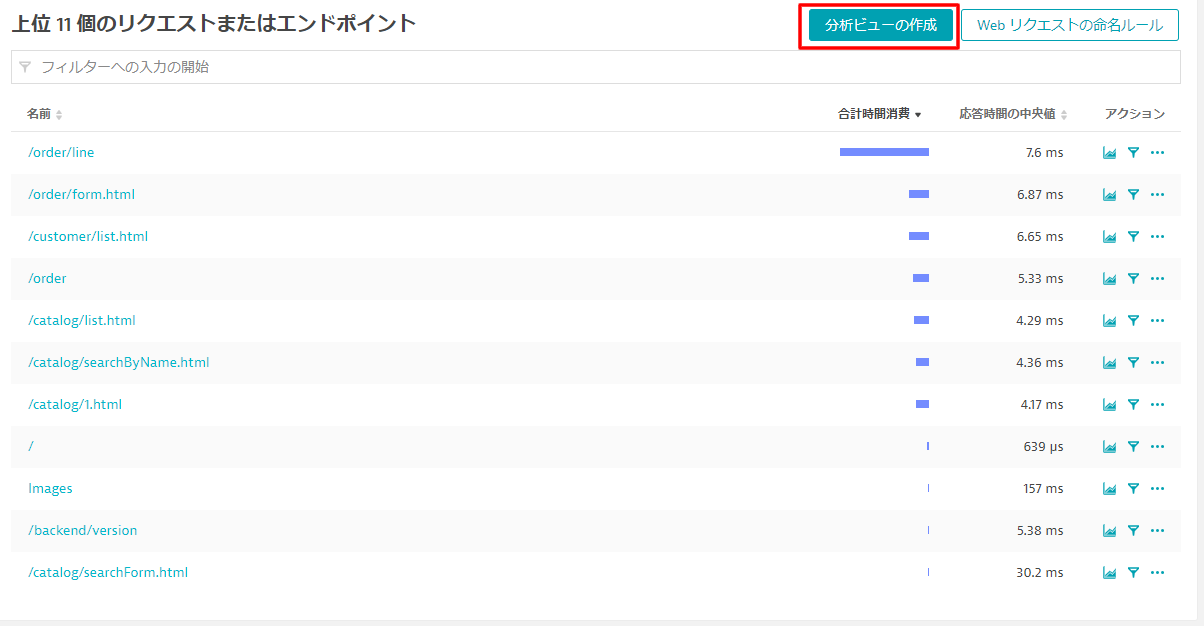 上位 11 個のリクエストまたはエンドポイント
分析ビューの作成 Web リクエストの命名ルール
フィルターへの入力の開始
名前 合計時間消費 応答時間の中央値 アクション
/order/line 7.6 ms
/order/form.html 6.87 ms
/customer/list.html 6.65 ms
/order 5.33 ms
/catalog/list.html 4.29 ms
/catalog/searchByName.html 4.36 ms
/catalog/1.html 4.17 ms
/ 639 µs
Images 157 ms
/backend/version 5.38 ms
/catalog/searchForm.html 30.2 ms